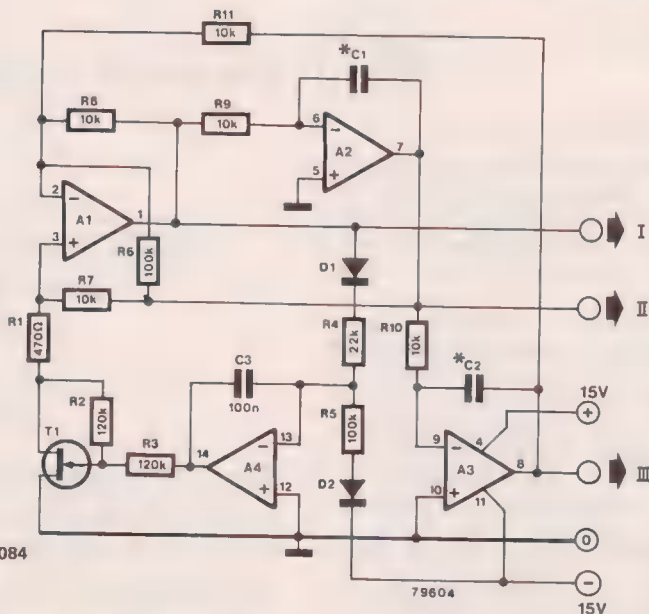 R11
10k
*C1
R8
10k
R9
10k
6
A2
7
5
2
A1
1
3
R6
100k
I
D1
R7
10k
II
R1
470Ω
R4
22k
R10
10k
*C2
C3
100n
R2
120k
15V
T1
R3
120k
14
A4
13
12
R5
100k
9
A3
4
8
10
11
III
D2
0
084
79604
15V